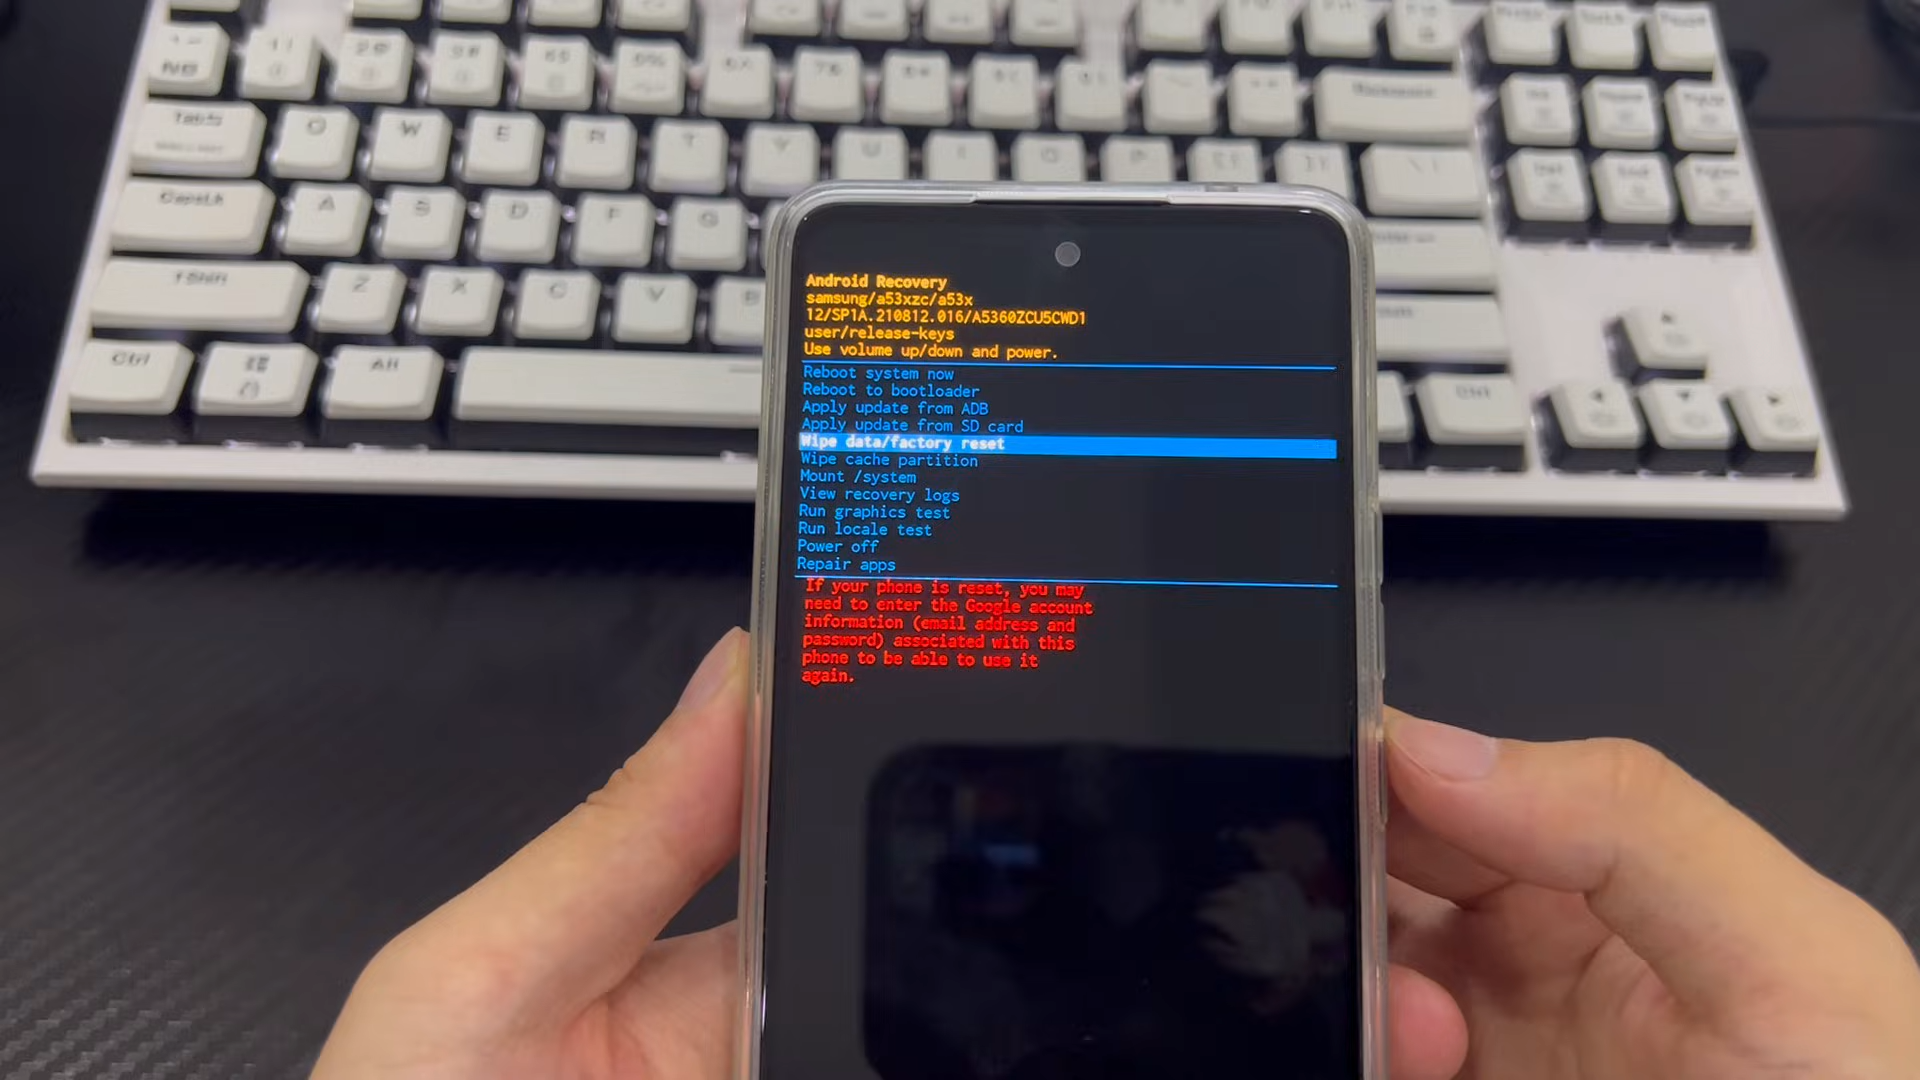 Tab
Q W E R T Y U I O P
CapsLk
A S D F G
Z X C V B
Ctrl
Alt
Android Recovery
samsung/a53xzc/a53x
12/SP1A.210812.016/A5360ZCU5CWD1
user/release-keys
Use volume up/down and power.
Reboot system now
Reboot to bootloader
Apply update from ADB
Apply update from SD card
Wipe data/factory reset
Wipe cache partition
Mount /system
View recovery logs
Run graphics test
Run locale test
Power off
Repair apps
If your phone is reset, you may
need to enter the Google account
information (email address and
password) associated with this
phone to be able to use it
again.